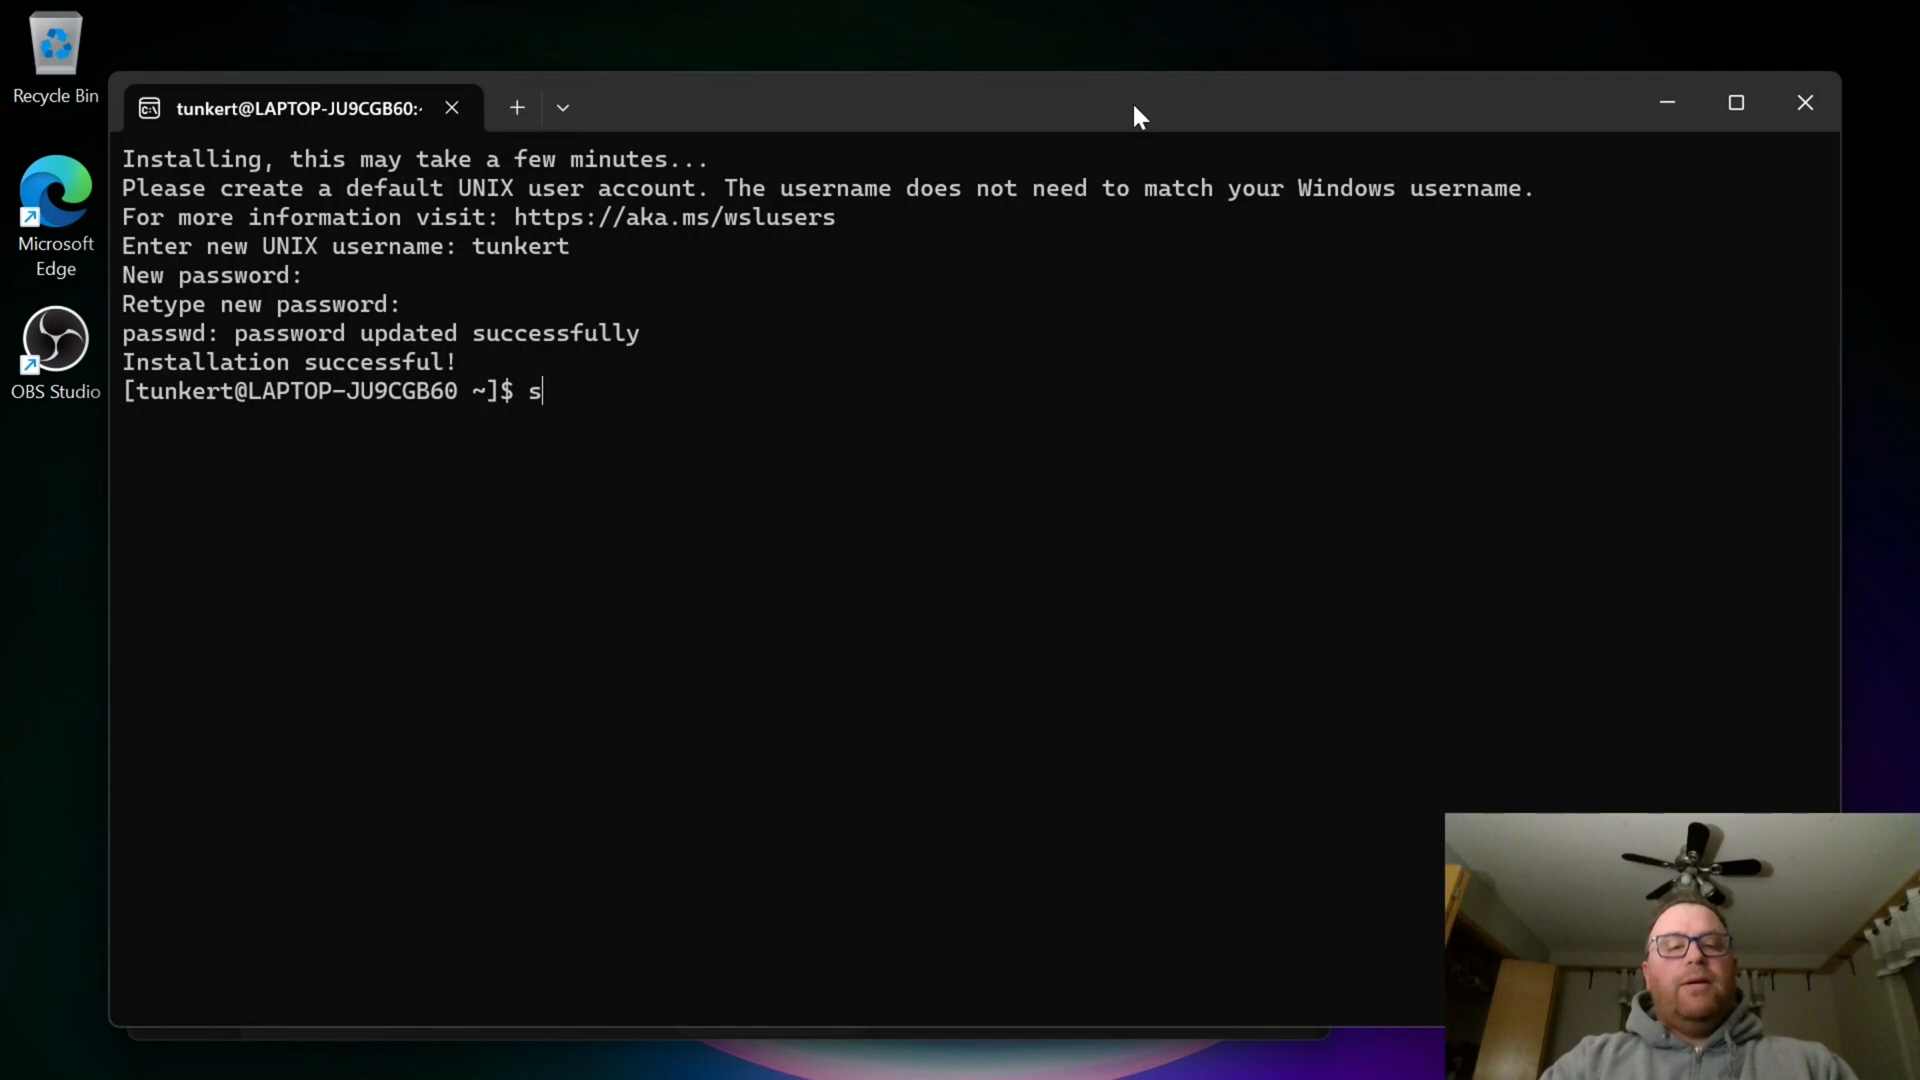 Recycle Bin
tunkert@LAPTOP-JU9CGB60:-
Installing, this may take a few minutes...
Please create a default UNIX user account. The username does not need to match your Windows username.
For more information visit: https://aka.ms/wslusers
Enter new UNIX username: tunkert
New password:
Retype new password:
passwd: password updated successfully
Installation successful!
[tunkert@LAPTOP-JU9CGB60 ~]$ s
Microsoft
Edge
OBS Studio